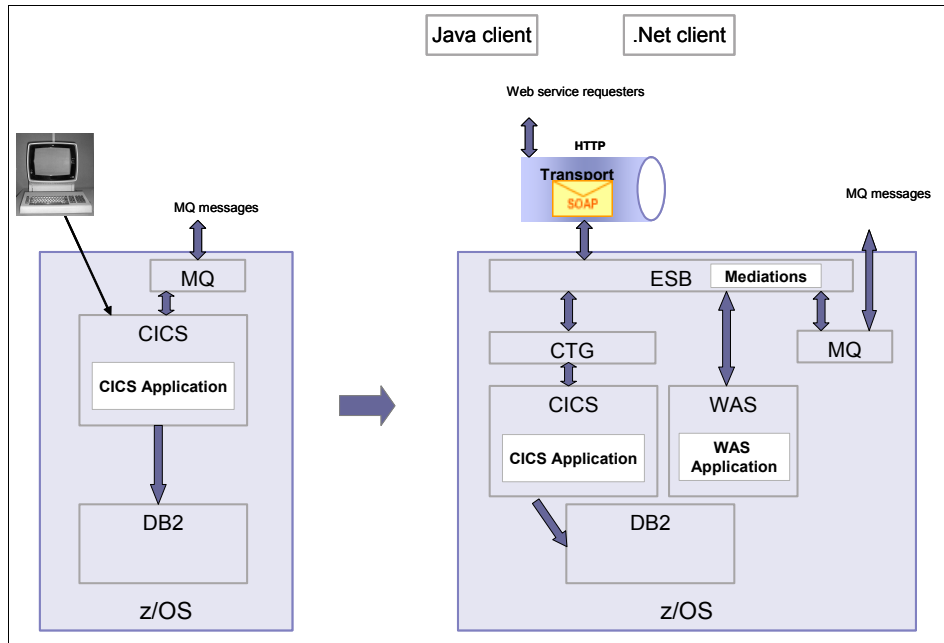 Java client
.Net client
Web service requesters
HTTP
Transport
SOAP
MQ messages
MQ messages
MQ
CICS
CICS Application
DB2
z/OS
ESB
Mediations
CTG
MQ
CICS
CICS Application
WAS
WAS
Application
DB2
z/OS